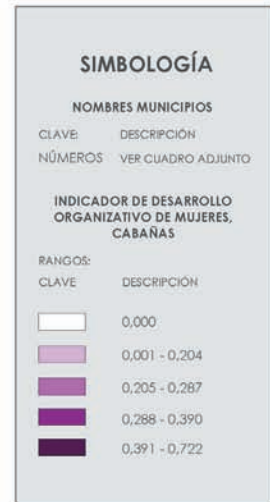 SIMBOLOGÍA
NOMBRES MUNICIPIOS
CLAVE: DESCRIPCIÓN
NÚMEROS VER CUADRO ADJUNTO
INDICADOR DE DESARROLLO
ORGANIZATIVO DE MUJERES,
CABAÑAS
RANGOS:
CLAVE DESCRIPCIÓN
0,000
0,001 - 0,204
0,205 - 0,287
0,288 - 0,390
0,391 - 0,722